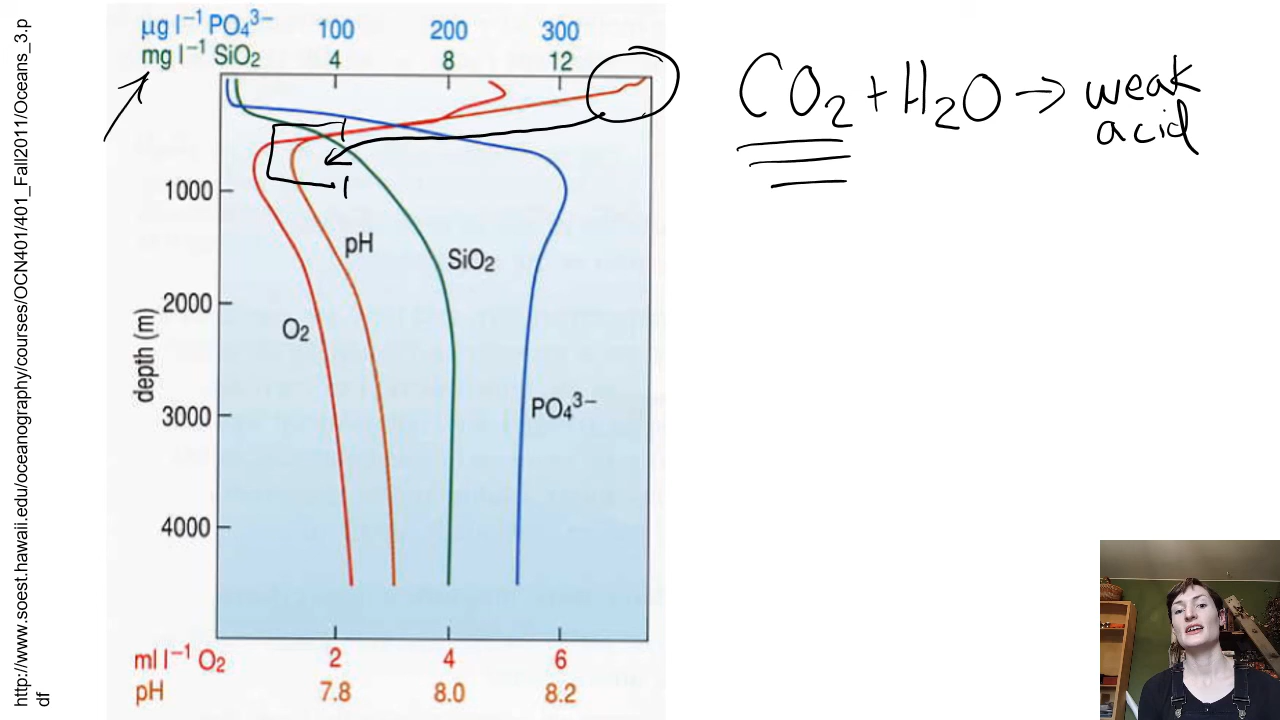 http://www.soest.hawaii.edu/oceanography/courses/OCN401/401_Fall2011/Oceans_3.p
df
µg l⁻¹ PO₄³⁻ 100 200 300
mg l⁻¹ SiO₂ 4 8 12
CO₂ + H₂O → weak
acid
1000
pH
SiO₂
2000
O₂
depth (m)
3000
PO₄³⁻
4000
ml l⁻¹ O₂ 2 4 6
pH 7.8 8.0 8.2